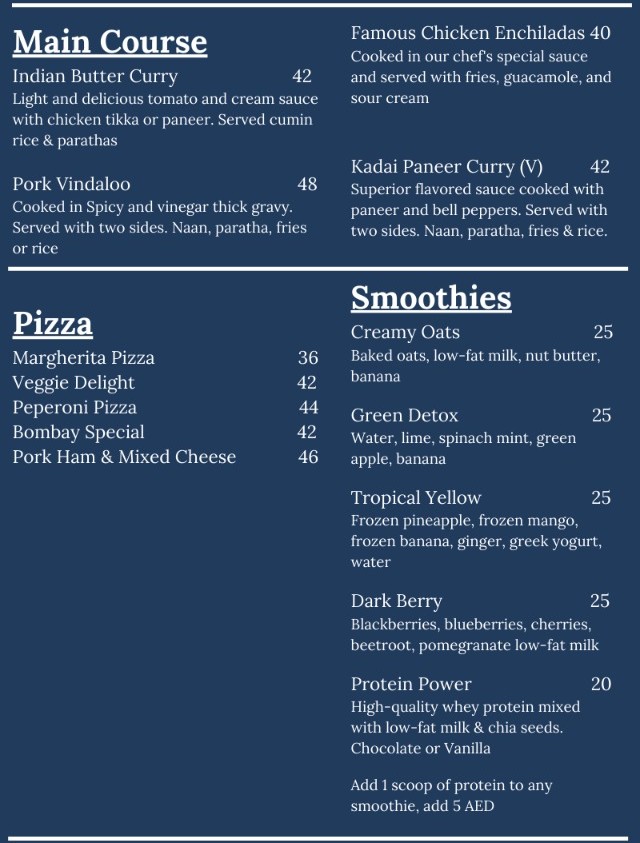 Main Course
Indian Butter Curry 42
Light and delicious tomato and cream sauce
with chicken tikka or paneer. Served cumin
rice & parathas
Pork Vindaloo 48
Cooked in Spicy and vinegar thick gravy.
Served with two sides. Naan, paratha, fries
or rice
Famous Chicken Enchiladas 40
Cooked in our chef's special sauce
and served with fries, guacamole, and
sour cream
Kadai Paneer Curry (V) 42
Superior flavored sauce cooked with
paneer and bell peppers. Served with
two sides. Naan, paratha, fries & rice.
Pizza
Margherita Pizza 36
Veggie Delight 42
Peperoni Pizza 44
Bombay Special 42
Pork Ham & Mixed Cheese 46
Smoothies
Creamy Oats 25
Baked oats, low-fat milk, nut butter,
banana
Green Detox 25
Water, lime, spinach mint, green
apple, banana
Tropical Yellow 25
Frozen pineapple, frozen mango,
frozen banana, ginger, greek yogurt,
water
Dark Berry 25
Blackberries, blueberries, cherries,
beetroot, pomegranate low-fat milk
Protein Power 20
High-quality whey protein mixed
with low-fat milk & chia seeds.
Chocolate or Vanilla
Add 1 scoop of protein to any
smoothie, add 5 AED